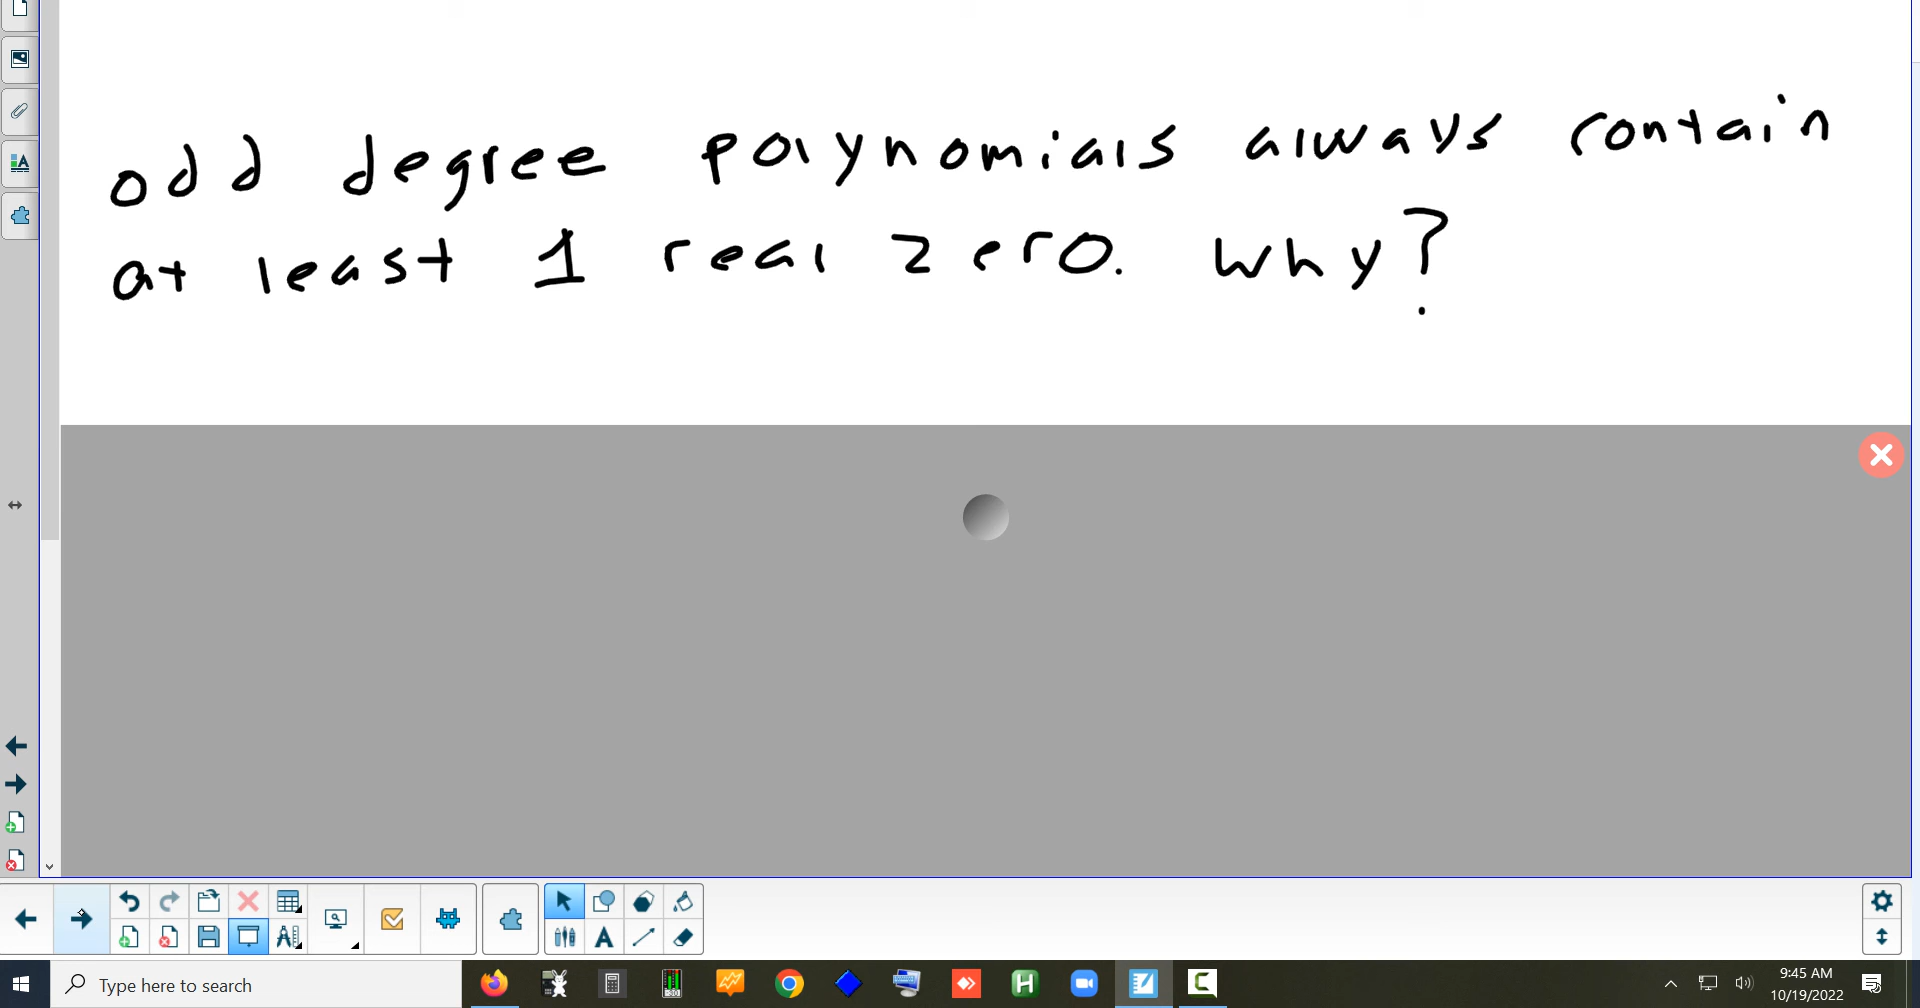 odd degree polynomials always contain
at least 1 real zero. Why?
A
A
Type here to search
30
H
C
9:45 AM
10/19/2022